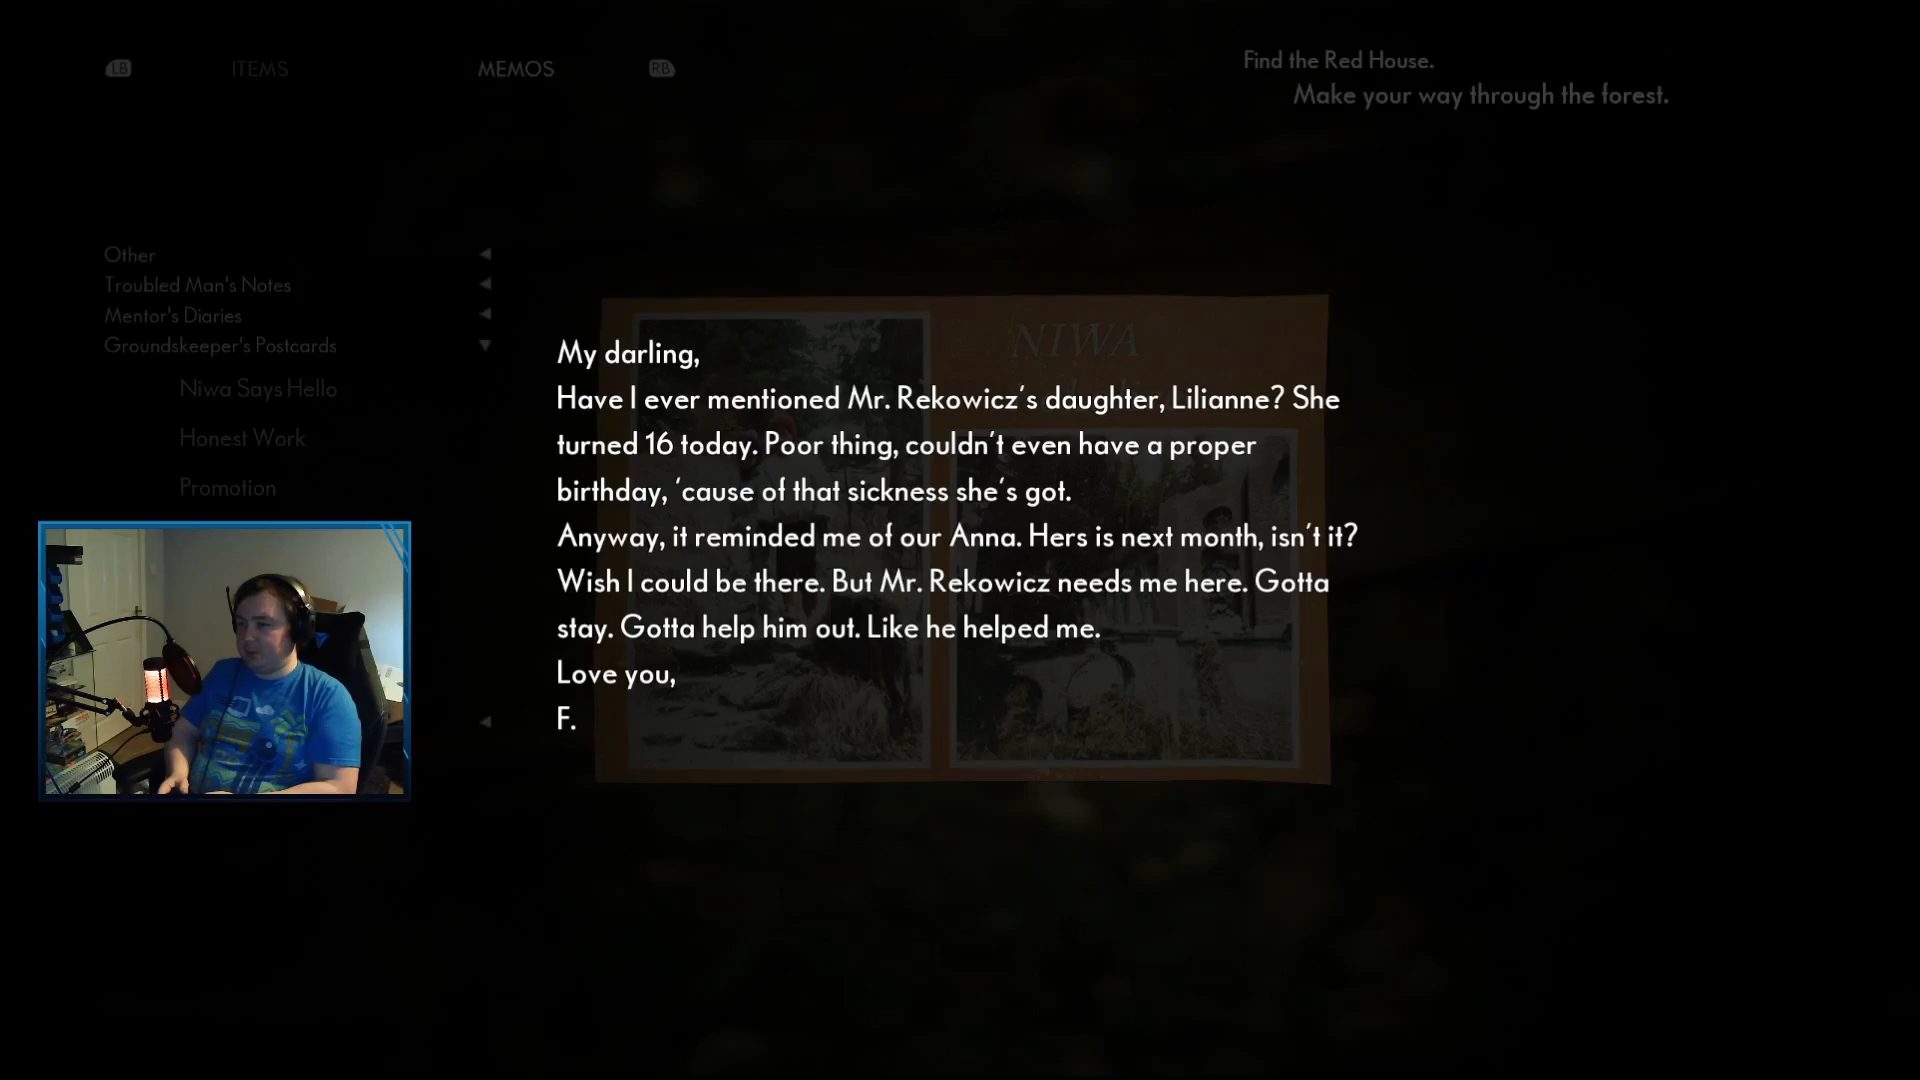 LB
ITEMS
MEMOS
RB
Find the Red House.
Make your way through the forest.
Other
Troubled Man's Notes
Mentor's Diaries
Groundskeeper's Postcards
Niwa Says Hello
Honest Work
Promotion
NIWA
My darling,
Have I ever mentioned Mr. Rekowicz's daughter, Lilianne? She
turned 16 today. Poor thing, couldn't even have a proper
birthday, 'cause of that sickness she's got.
Anyway, it reminded me of our Anna. Hers is next month, isn't it?
Wish I could be there. But Mr. Rekowicz needs me here. Gotta
stay. Gotta help him out. Like he helped me.
Love you,
F.